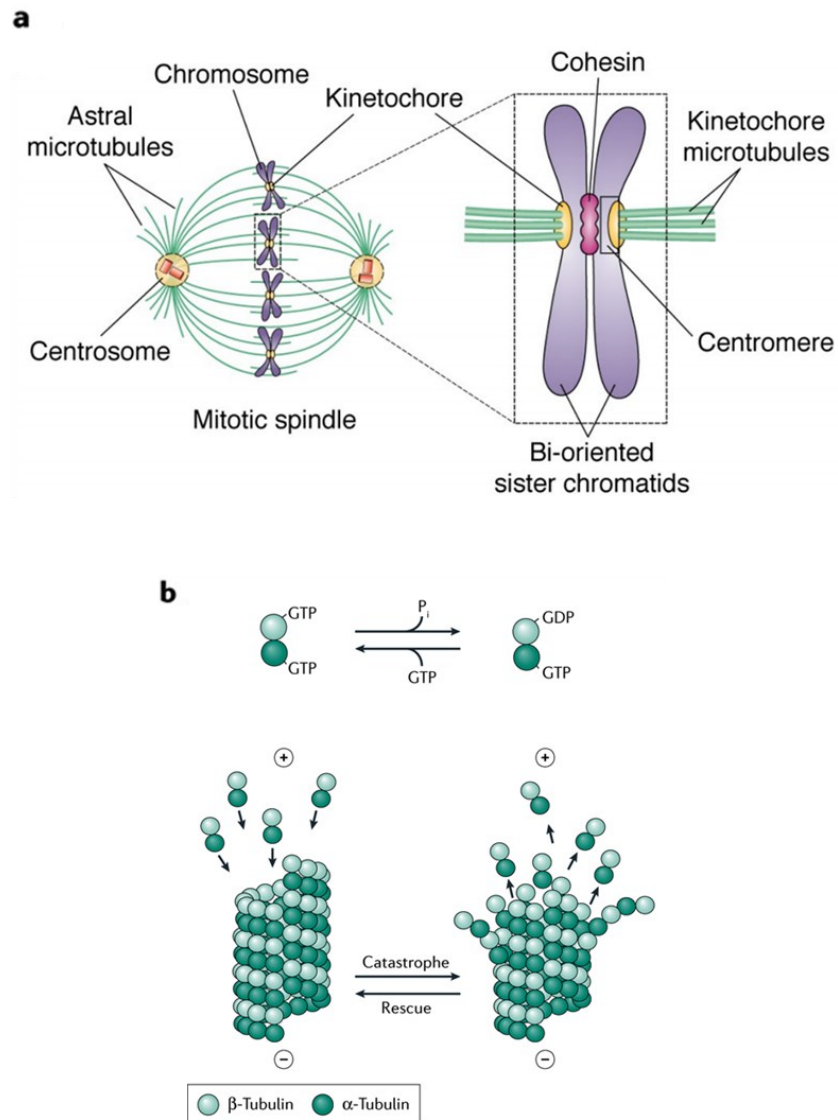 a
Chromosome
Kinetochore
Cohesin
Astral
microtubules
Kinetochore
microtubules
Centrosome
Centromere
Mitotic spindle
Bi-oriented
sister chromatids
b
GTP
GTP
Pi
GTP
GDP
GTP
+
+
Catastrophe
Rescue
−
−
β-Tubulin
α-Tubulin